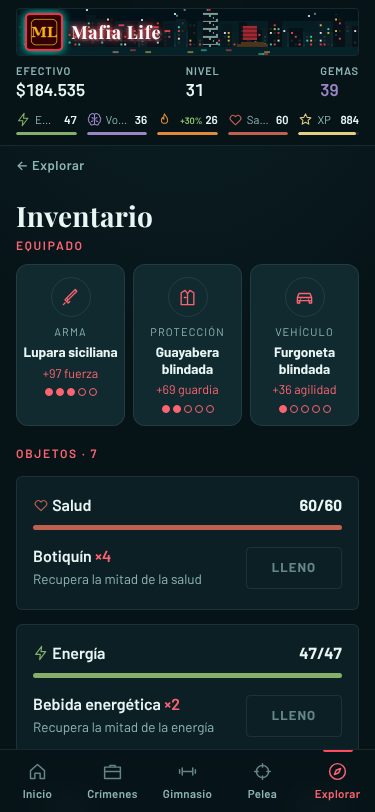 ML Mafia Life
EFECTIVO NIVEL GEMAS
$184.535 31 39
E... 47 Vo... 36 +30% 26 Sa... 60 XP 884
← Explorar
Inventario
EQUIPADO
ARMA
Lupara siciliana
+97 fuerza
PROTECCIÓN
Guayabera
blindada
+69 guardia
VEHÍCULO
Furgoneta
blindada
+36 agilidad
OBJETOS · 7
Salud 60/60
Botiquín ×4
Recupera la mitad de la salud
LLENO
Energía 47/47
Bebida energética ×2
Recupera la mitad de la energía
LLENO
Inicio Crímenes Gimnasio Pelea Explorar